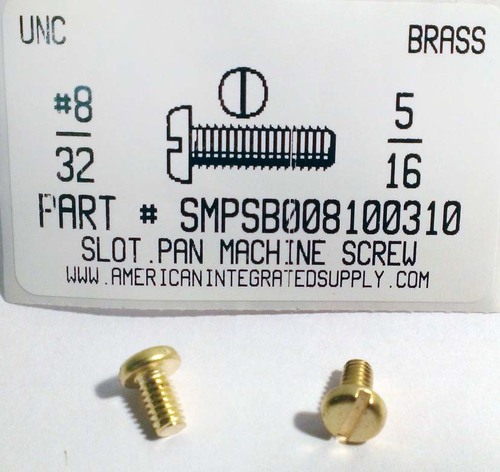 UNC
BRASS
#8
32
5
16
PART # SMPSB008100310
SLOT.PAN MACHINE SCREW
WWW.AMERICANINTEGRATEDSUPPLY.COM